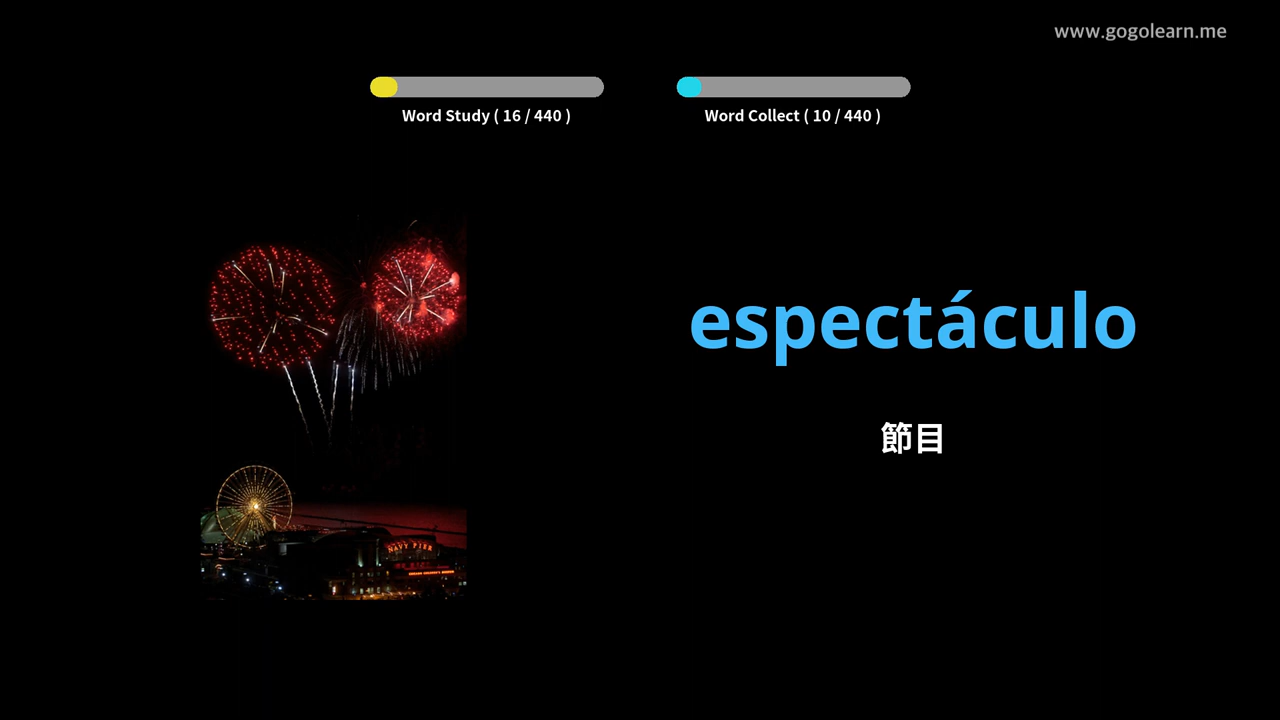 www.gogolearn.me
Word Study ( 16 / 440 )
Word Collect ( 10 / 440 )
espectáculo
節目
NAVY PIER